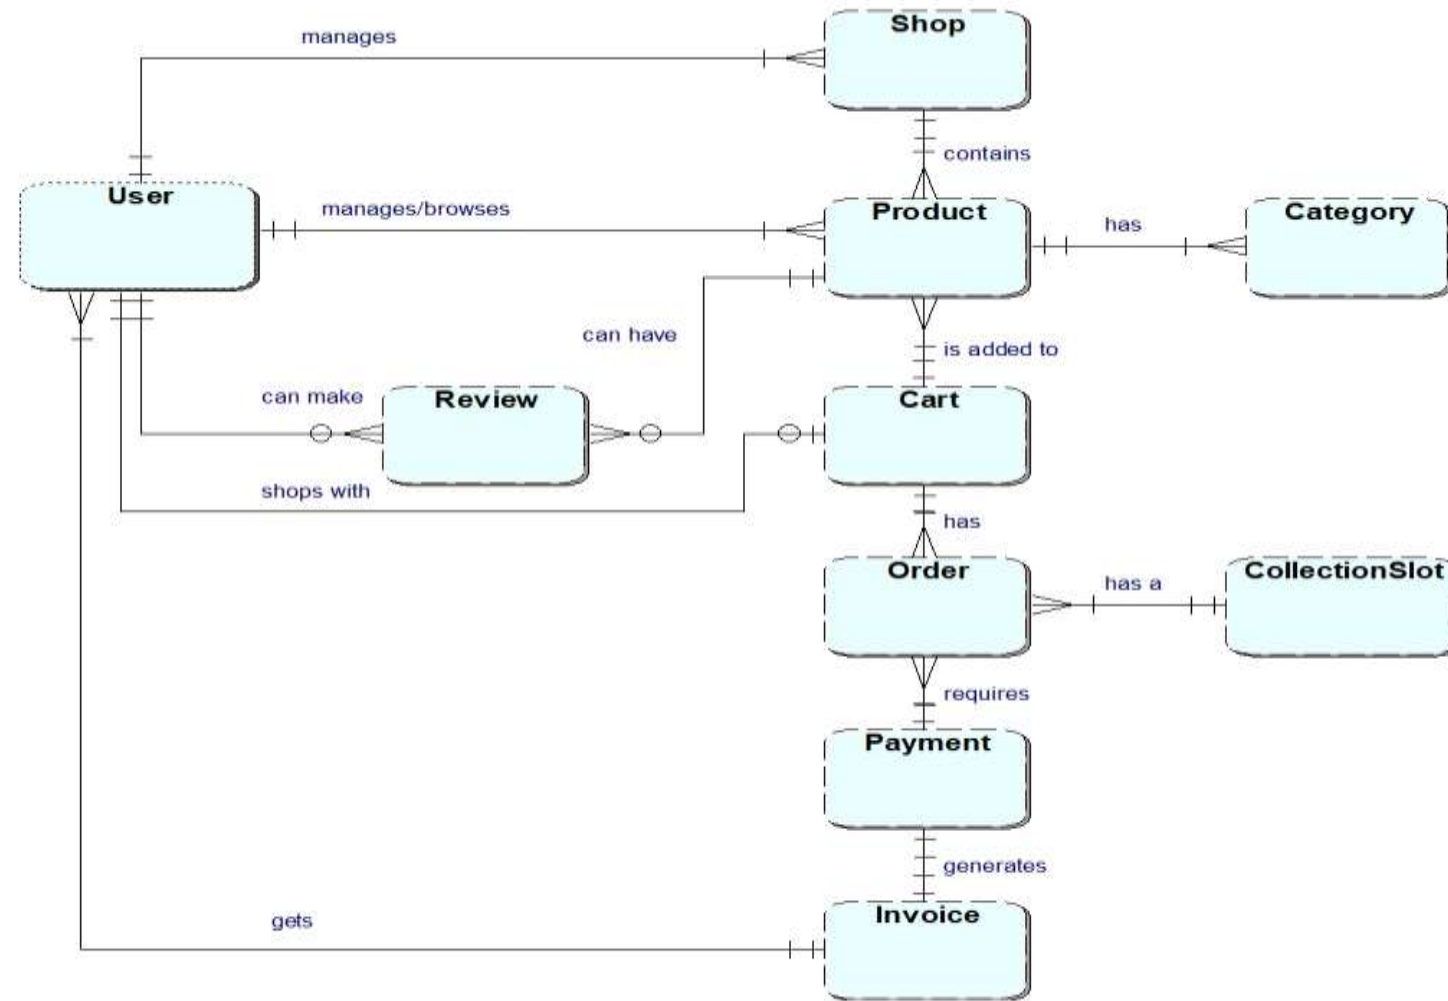 Shop
manages
contains
User
manages/browses
Product
has
Category
can have
is added to
can make
Review
Cart
shops with
has
Order
has a
CollectionSlot
requires
Payment
generates
gets
Invoice